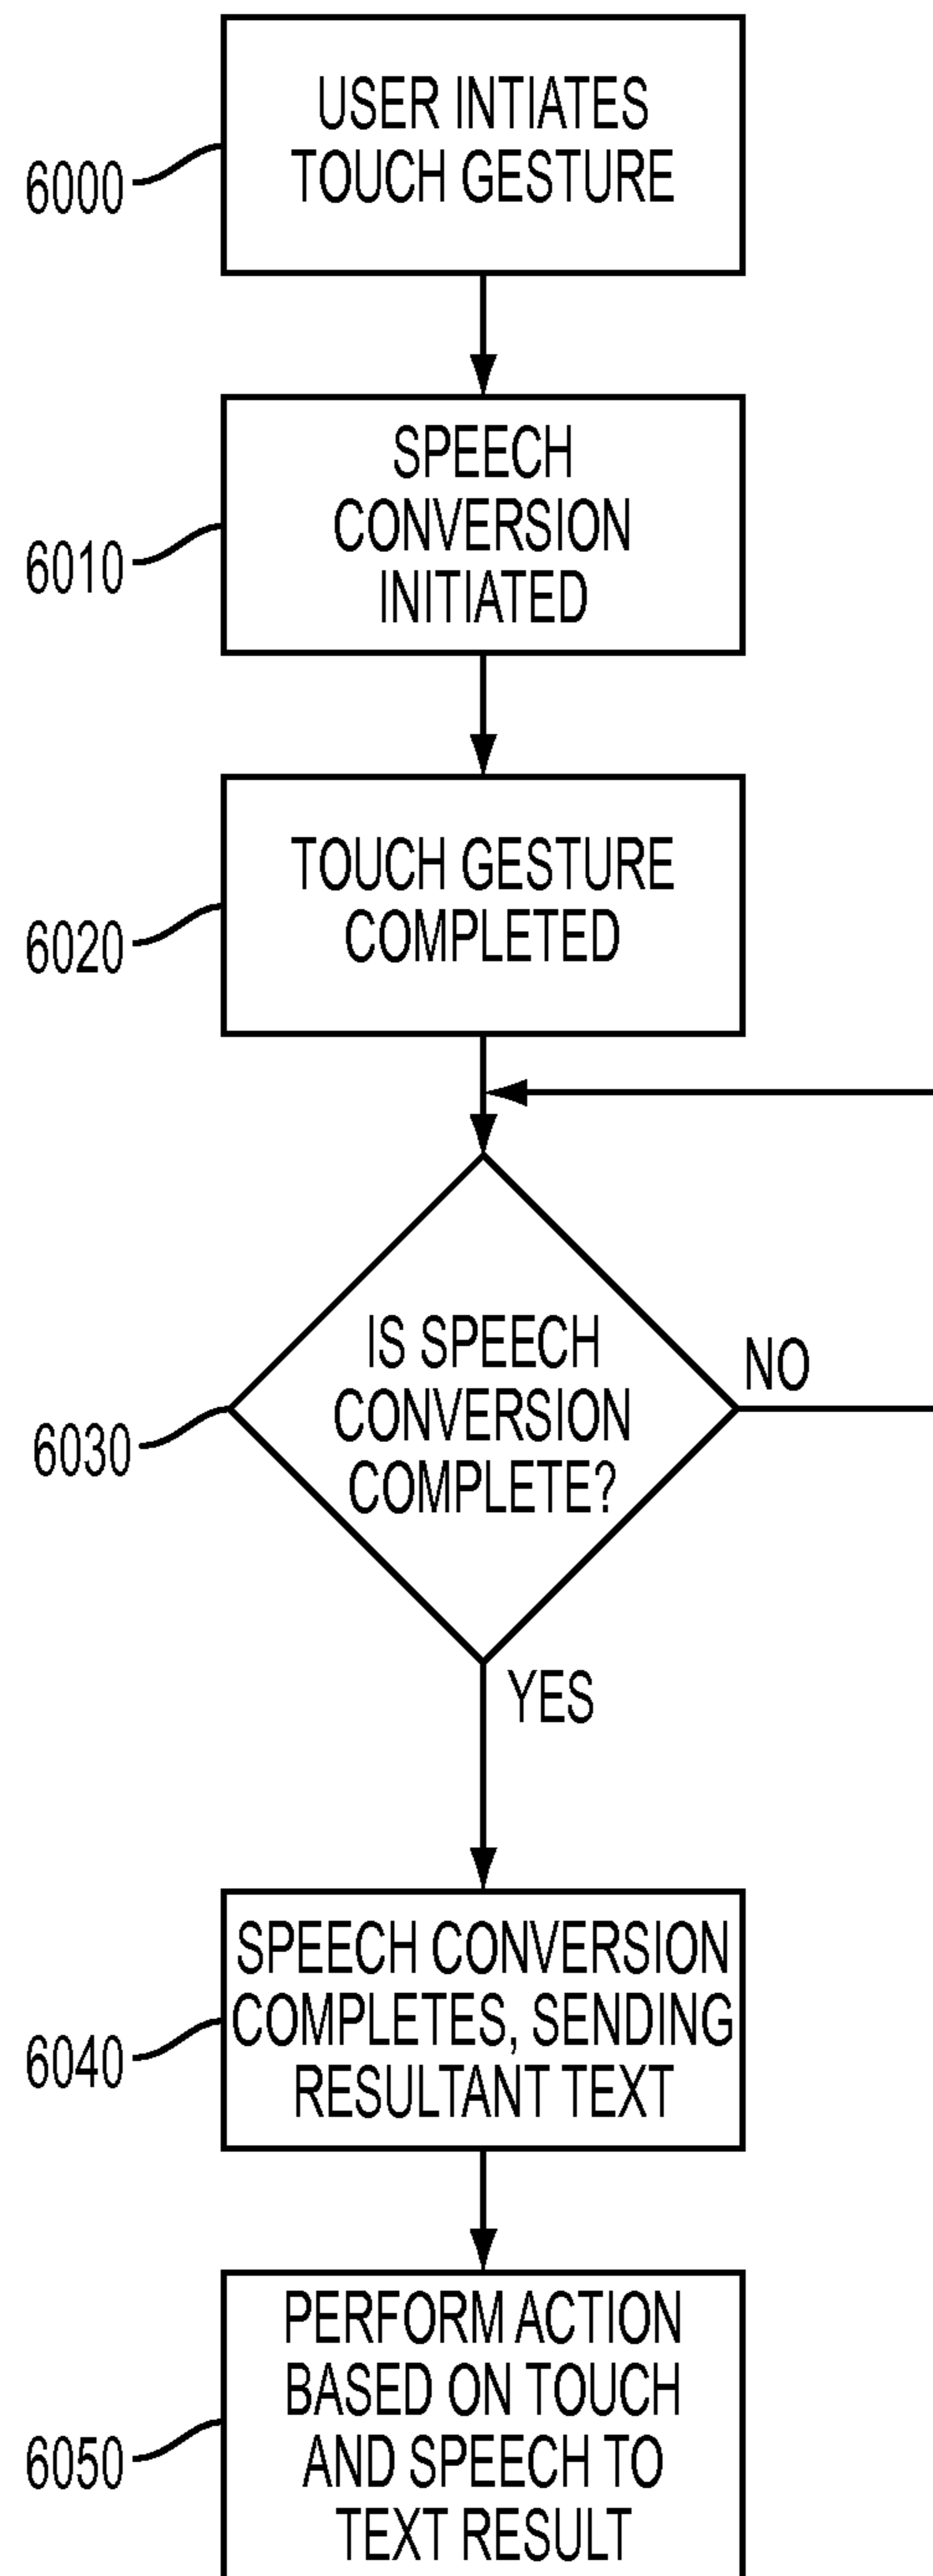 USER INTIATES
TOUCH GESTURE
6000
SPEECH
CONVERSION
INITIATED
6010
TOUCH GESTURE
COMPLETED
6020
IS SPEECH
CONVERSION
COMPLETE?
NO
6030
YES
SPEECH CONVERSION
COMPLETES, SENDING
RESULTANT TEXT
6040
PERFORM ACTION
BASED ON TOUCH
AND SPEECH TO
TEXT RESULT
6050